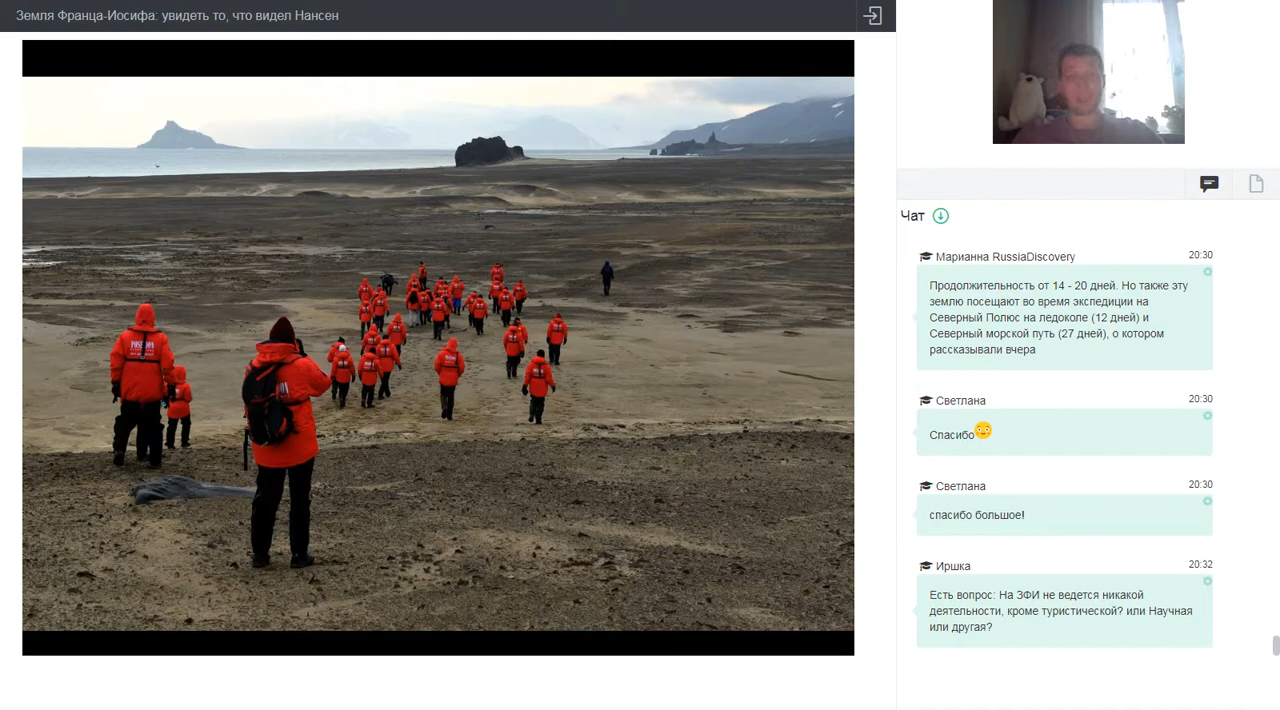 Земля Франца-Иосифа: увидеть то, что видел Нансен
Чат
Марианна RussiaDiscovery 20:30
Продолжительность от 14 - 20 дней. Но также эту
землю посещают во время экспедиции на
Северный Полюс на ледоколе (12 дней) и
Северный морской путь (27 дней), о котором
рассказывали вчера
Светлана 20:30
Спасибо
Светлана 20:30
спасибо большое!
Иршка 20:32
Есть вопрос: На ЗФИ не ведется никакой
деятельности, кроме туристической? или Научная
или другая?